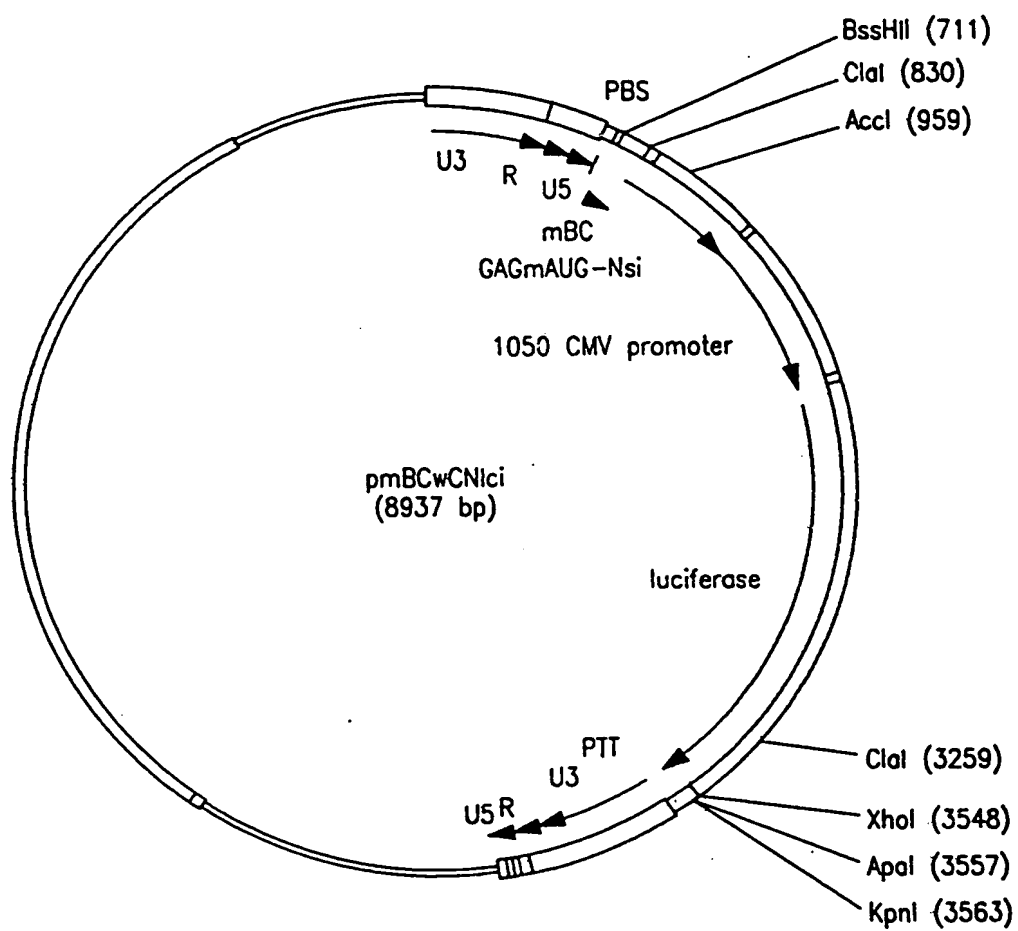 BssHII (711)
ClaI (830)
AccI (959)
PBS
U3
R
U5
mBC
GAGmAUG-Nsi
1050 CMV promoter
pmBCwCNlci
(8937 bp)
luciferase
PTT
U3
R
U5
ClaI (3259)
XhoI (3548)
ApaI (3557)
KpnI (3563)